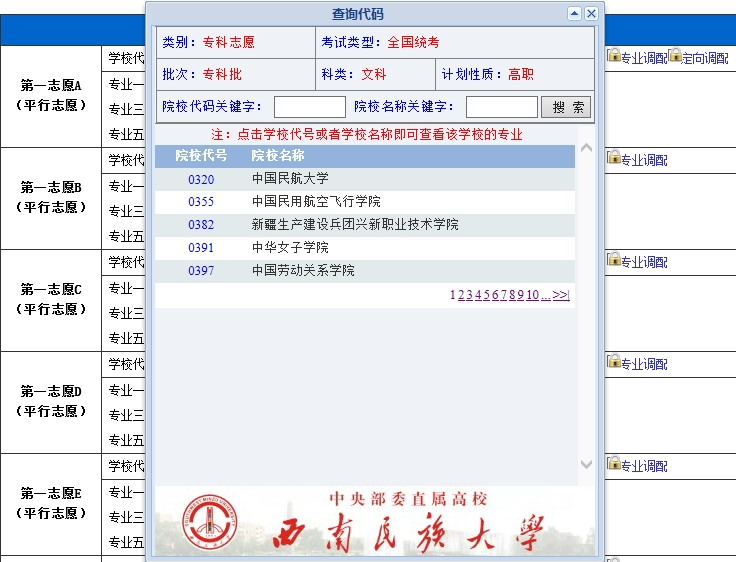 查询代码
类别：专科志愿 考试类型：全国统考
批次：专科批 科类：文科 计划性质：高职
院校代码关键字： 院校名称关键字： 搜 索
注：点击学校代号或者学校名称即可查看该学校的专业
院校代号 院校名称
0320 中国民航大学
0355 中国民用航空飞行学院
0382 新疆生产建设兵团兴新职业技术学院
0391 中华女子学院
0397 中国劳动关系学院
1 2 3 4 5 6 7 8 9 10 ... >>|
中央部委直属高校
西南民族大学
第一志愿A
（平行志愿）
学校代
专业一
专业三
专业五
专业调配 定向调配
第一志愿B
（平行志愿）
学校代
专业一
专业三
专业五
专业调配
第一志愿C
（平行志愿）
学校代
专业一
专业三
专业五
专业调配
第一志愿D
（平行志愿）
学校代
专业一
专业三
专业五
专业调配
第一志愿E
（平行志愿）
学校代
专业一
专业三
专业五
专业调配